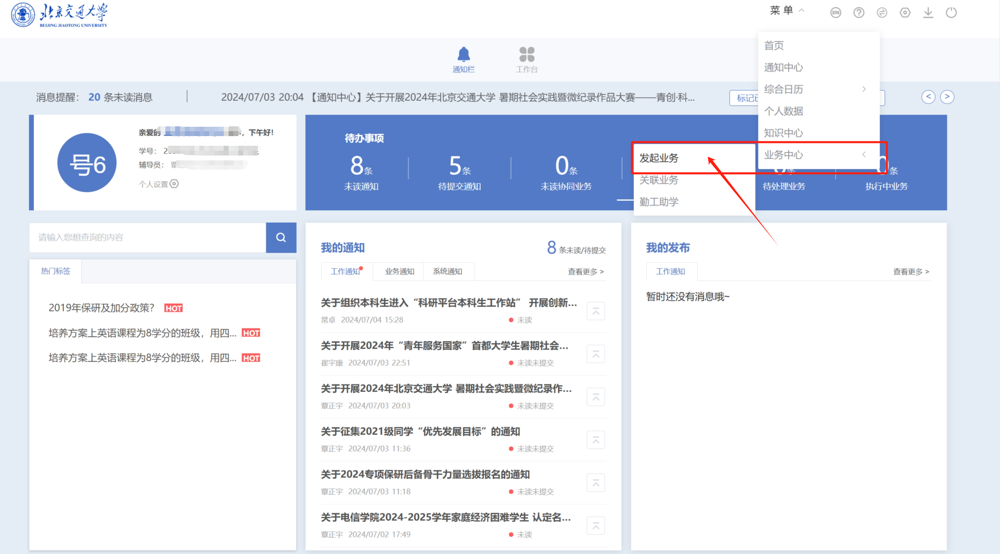 北京交通大学
BEIJING JIAOTONG UNIVERSITY
菜 单
EN
首页
通知中心
综合日历
个人数据
知识中心
业务中心
发起业务
关联业务
勤工助学
通知栏
工作台
消息提醒： 20 条未读消息
2024/07/03 20:04 【通知中心】关于开展2024年北京交通大学 暑期社会实践暨微纪录作品大赛——青创·科...
标记已
< >
号6
亲爱的 ，下午好！
学号： 2
辅导员： 覃
个人设置
待办事项
8条
未读通知
5条
待提交通知
0条
未读协同业务
0条
待处理业务
0条
执行中业务
请输入您想查询的内容
热门标签
2019年保研及加分政策？ HOT
培养方案上英语课程为8学分的班级，用四... HOT
培养方案上英语课程为8学分的班级，用四... HOT
我的通知
8 条未读/待提交
工作通知 业务通知 系统通知 查看更多 >
关于组织本科生进入“科研平台本科生工作站” 开展创新...
常卓 2024/07/04 15:28 未读
关于开展2024年“青年服务国家”首都大学生暑期社会...
崔宇康 2024/07/03 22:51 未读未提交
关于开展2024年北京交通大学 暑期社会实践暨微纪录作...
覃正宇 2024/07/03 20:03 未读未提交
关于征集2021级同学“优先发展目标”的通知
覃正宇 2024/07/03 11:36 未读未提交
关于2024专项保研后备骨干力量选拔报名的通知
覃正宇 2024/07/03 11:18 未读未提交
关于电信学院2024-2025学年家庭经济困难学生 认定名...
覃正宇 2024/07/02 17:49 未读
我的发布
工作通知 查看更多 >
暂时还没有消息哦~